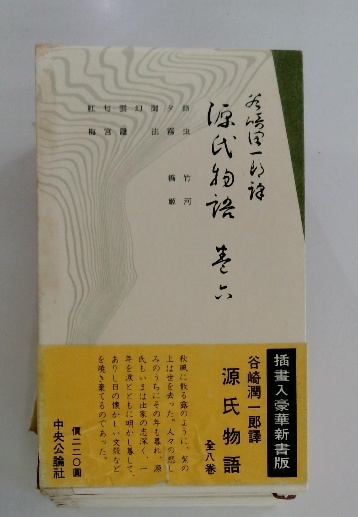 谷崎潤一郎譯
源氏物語 巻六
鈴虫
夕霧
御法
幻
雲隠
匂宮
紅梅
竹河
橋姫
插畫入豪華新書版
谷崎潤一郎譯
源氏物語
全八巻
秋風に散る露のように、紫の
上は世を去った。人々の悲し
みのうちにその年も暮れ、源
氏もいまは出家の志深く、一
年を涙とともに明かし暮して、
ありし日の懐かしい文殻など
を焼き棄てるのであった。
價二二〇圓
中央公論社